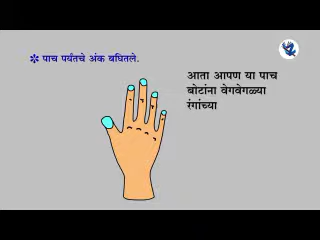 ✽ पाच पर्यंतचे अंक बघितले.
आता आपण या पाच
बोटांना वेगवेगळ्या
रंगांच्या